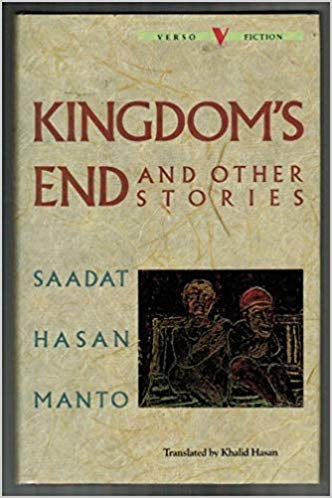 VERSO V FICTION
KINGDOM'S
END AND OTHER
STORIES
SAADAT
HASAN
MANTO
Translated by Khalid Hasan